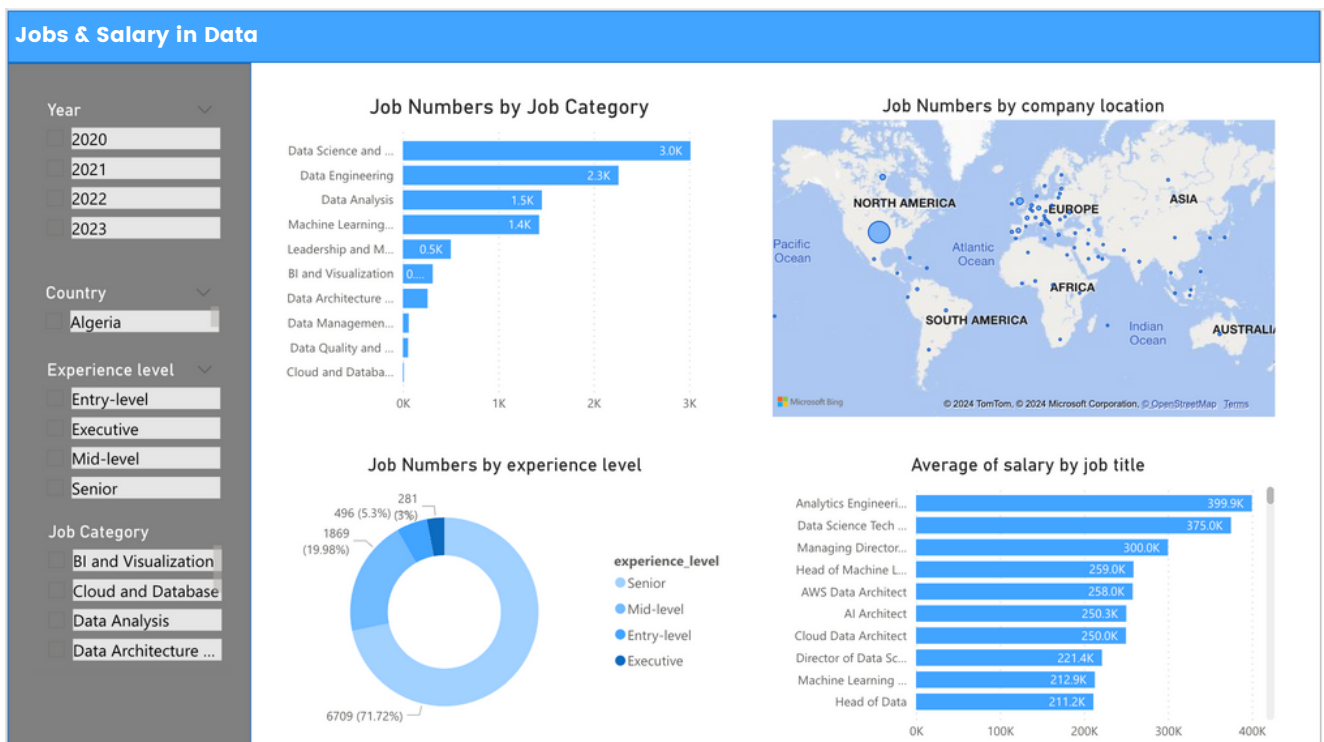 Jobs & Salary in Data
Year
2020
2021
2022
2023
Country
Algeria
Experience level
Entry-level
Executive
Mid-level
Senior
Job Category
BI and Visualization
Cloud and Database
Data Analysis
Data Architecture ...
Job Numbers by Job Category
Data Science and ... 3.0K
Data Engineering 2.3K
Data Analysis 1.5K
Machine Learning... 1.4K
Leadership and M... 0.5K
BI and Visualization 0....
Data Architecture ...
Data Managemen...
Data Quality and ...
Cloud and Databa...
0K 1K 2K 3K
Job Numbers by company location
NORTH AMERICA
EUROPE
ASIA
Pacific
Ocean
Atlantic
Ocean
AFRICA
SOUTH AMERICA
Indian
Ocean
AUSTRALIA
Microsoft Bing
© 2024 TomTom, © 2024 Microsoft Corporation, © OpenStreetMap Terms
Job Numbers by experience level
281
(3%)
496 (5.3%)
1869
(19.98%)
6709 (71.72%)
experience_level
Senior
Mid-level
Entry-level
Executive
Average of salary by job title
Analytics Engineeri... 399.9K
Data Science Tech ... 375.0K
Managing Director... 300.0K
Head of Machine L... 259.0K
AWS Data Architect 258.0K
AI Architect 250.3K
Cloud Data Architect 250.0K
Director of Data Sc... 221.4K
Machine Learning ... 212.9K
Head of Data 211.2K
0K 100K 200K 300K 400K